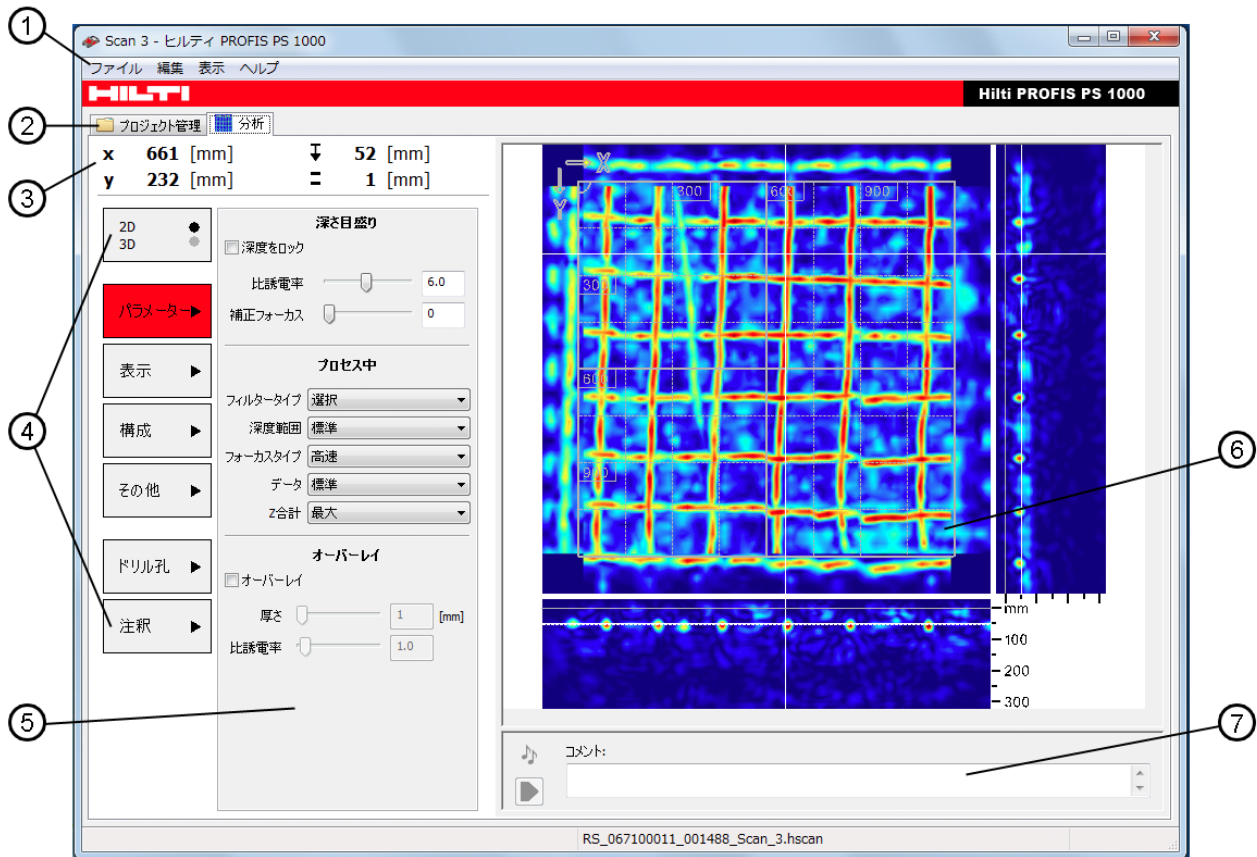 1
Scan 3 - ヒルティ PROFIS PS 1000
ファイル 編集 表示 ヘルプ
HILTI
Hilti PROFIS PS 1000
2
プロジェクト管理 分析
3
x 661 [mm] 52 [mm]
y 232 [mm] 1 [mm]
4
2D
3D
パラメーター
表示
構成
その他
ドリル孔
注釈
深さ目盛り
深度をロック
比誘電率 6.0
補正フォーカス 0
プロセス中
フィルタータイプ 選択
深度範囲 標準
フォーカスタイプ 高速
データ 標準
Z合計 最大
オーバーレイ
オーバーレイ
厚さ 1 [mm]
比誘電率 1.0
5
X
Y
300 600 900
300
600
900
6
mm
100
200
300
7
コメント:
RS_067100011_001488_Scan_3.hscan